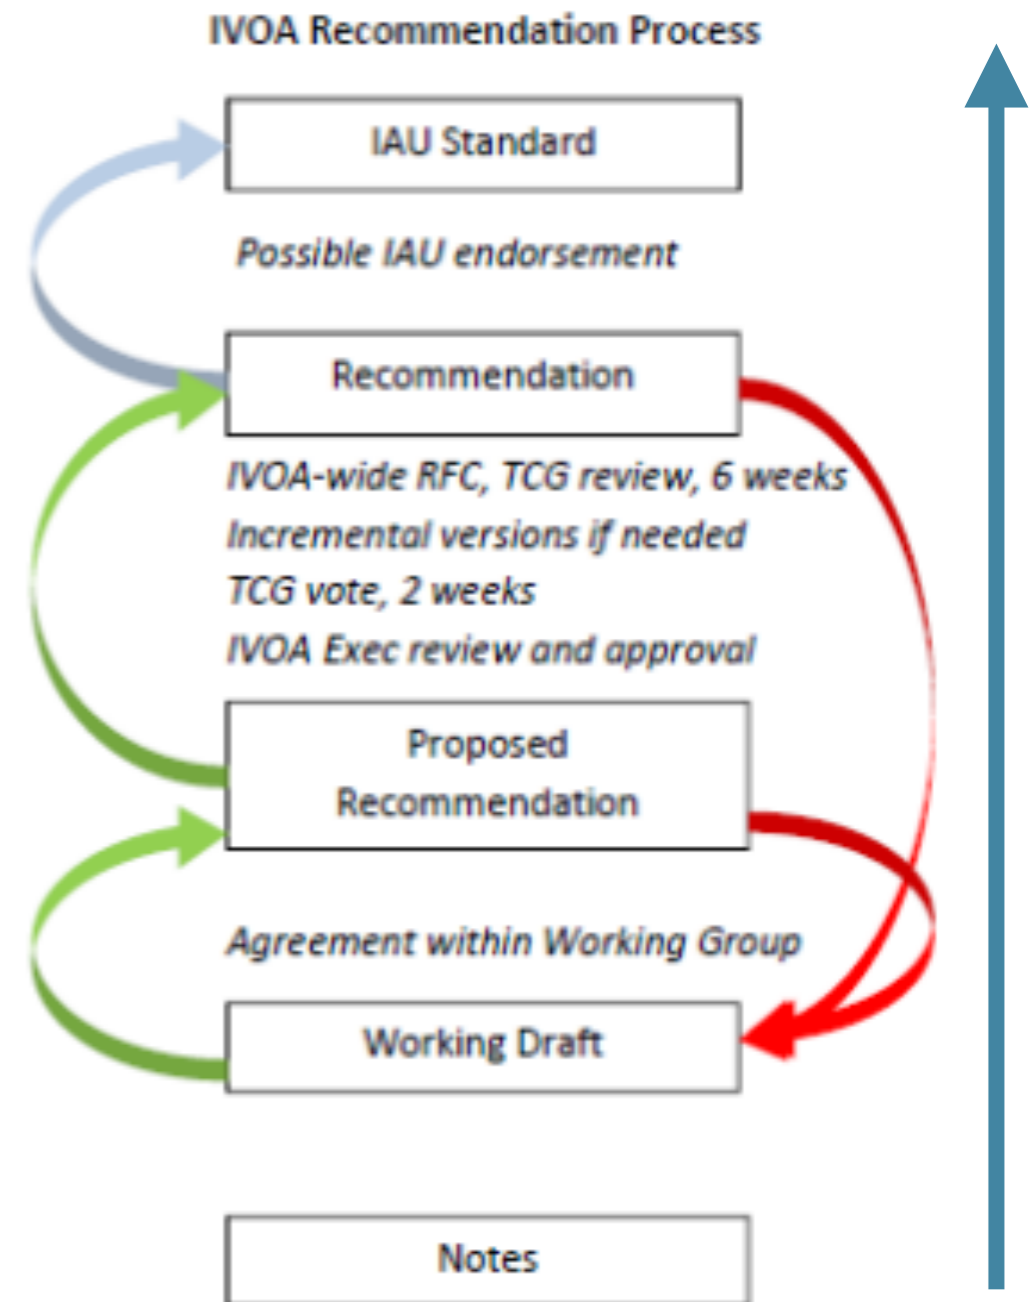 IVOA Recommendation Process
IAU Standard
Possible IAU endorsement
Recommendation
IVOA-wide RFC, TCG review, 6 weeks
Incremental versions if needed
TCG vote, 2 weeks
IVOA Exec review and approval
Proposed
Recommendation
Agreement within Working Group
Working Draft
Notes